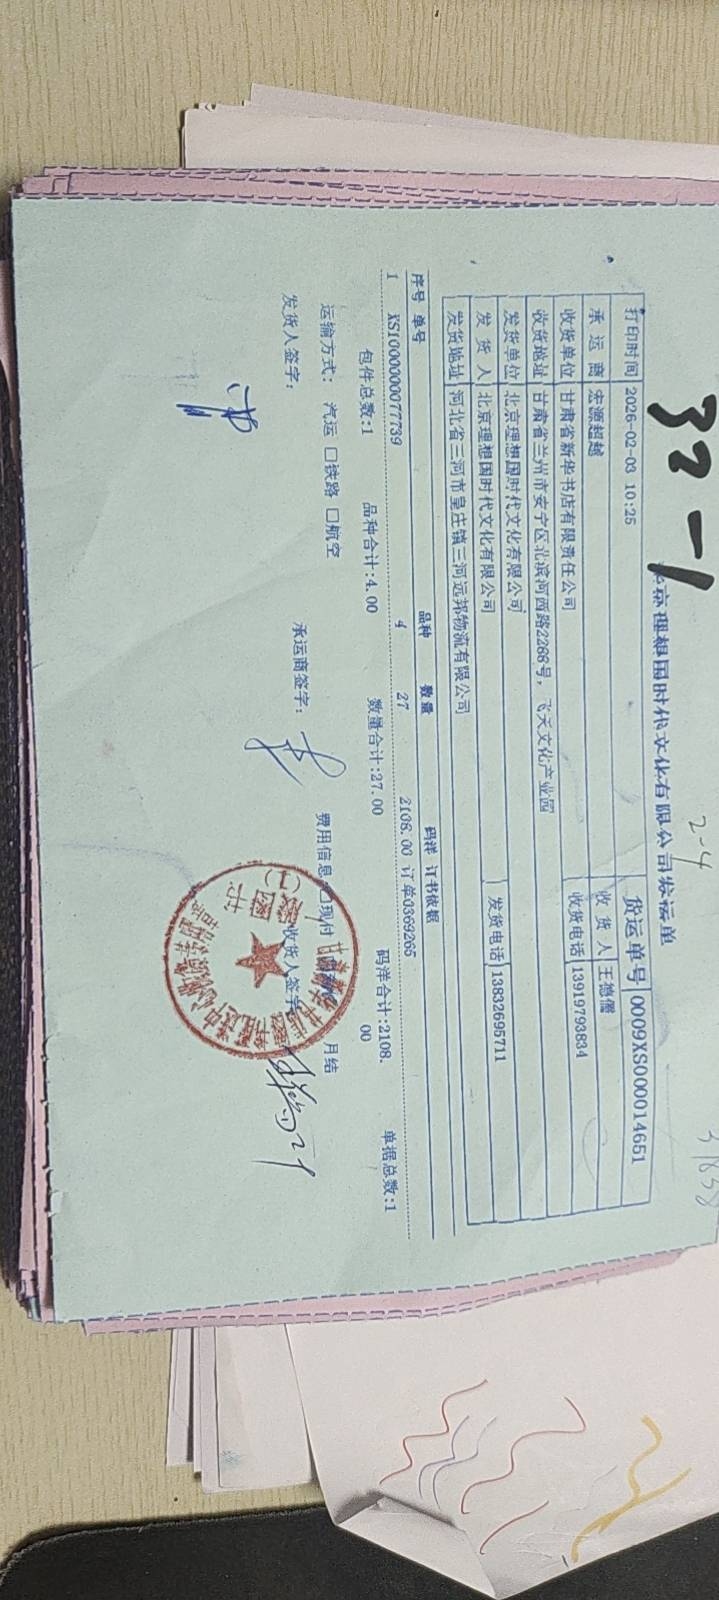 32-1
2-4
北京理想国时代文化有限公司发运单
打印时间 2026-02-03 10:25 货运单号 0009XS000014651
承运商 宏源超越 收货人 王德儒
收货单位 甘肃省新华书店有限责任公司 收货电话 13919793834
收货地址 甘肃省兰州市安宁区北滨河西路2288号，飞天文化产业园
发货单位 北京理想国时代文化有限公司
发货人 北京理想国时代文化有限公司 发货电话 13832695711
发货地址 河北省三河市皇庄镇三河远邦物流有限公司
序号 单号 品种 数量 码洋 订书依据
1 XS1000000077739 4 27 2108.00 订单0369265
包件总数:1 品种合计:4.00 数量合计:27.00 码洋合计:2108.00 单据总数:1
运输方式: 汽运 □铁路 □航空 费用信息:□现付 月结
发货人签字: 承运商签字: 收货人签字
图书
(1)